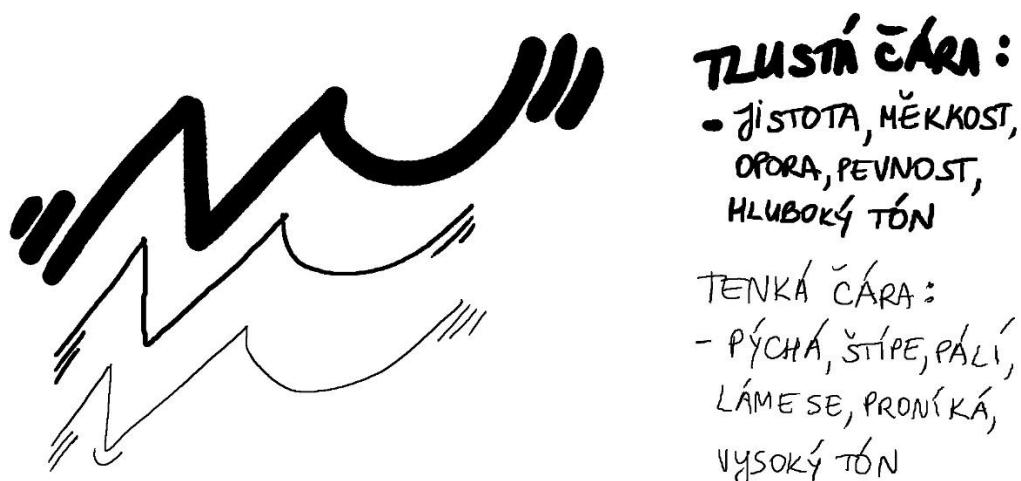 TLUSTÁ ČÁRA:
- JISTOTA, MĚKKOST,
OPORA, PEVNOST,
HLUBOKÝ TÓN
TENKÁ ČÁRA:
- PÝCHÁ, ŠTÍPE, PÁLÍ,
LÁME SE, PRONÍKÁ,
VYSOKÝ TÓN